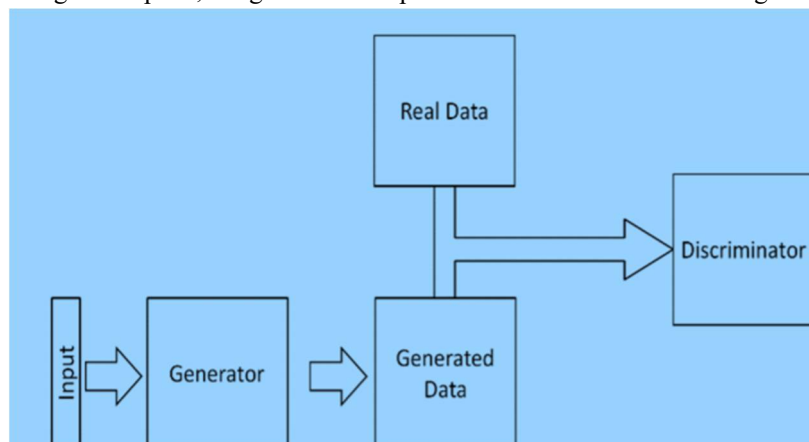 Real Data
Discriminator
Input
Generator
Generated
Data